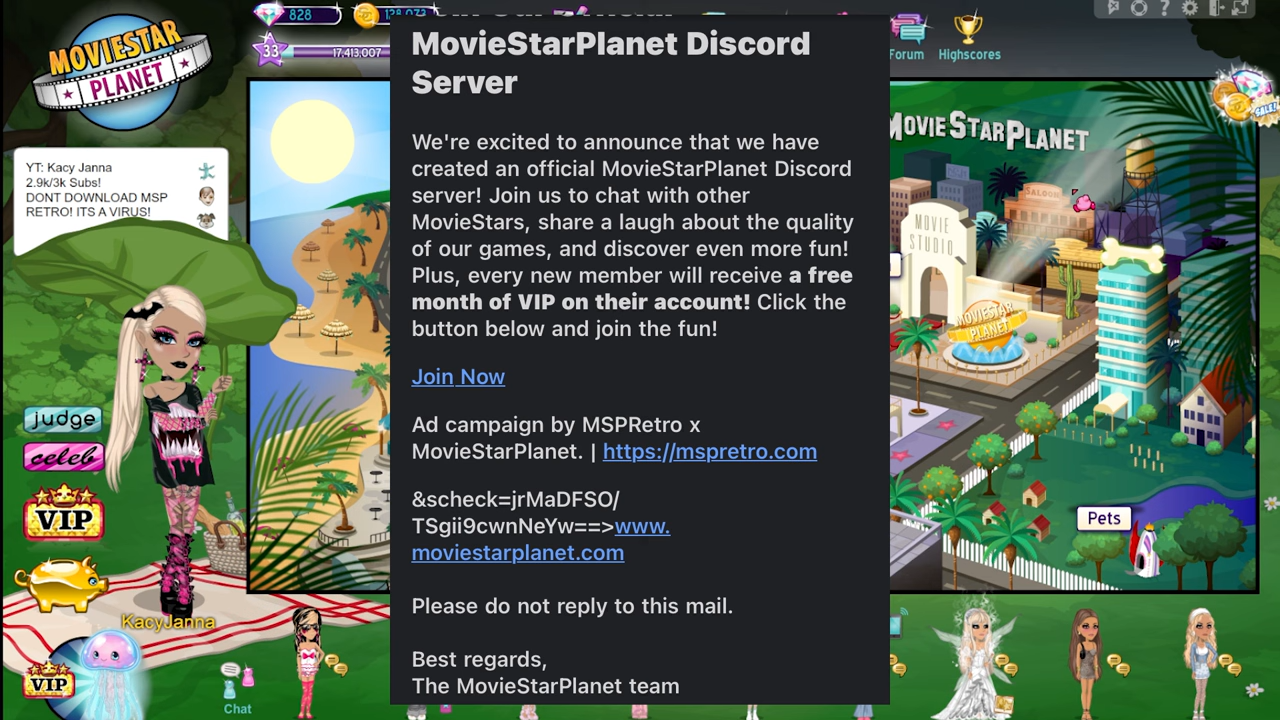 MOVIESTAR
PLANET
828
33
17,413,007
Forum
Highscores
SALE!
YT: Kacy Janna
2.9k/3k Subs!
DONT DOWNLOAD MSP
RETRO! ITS A VIRUS!
MovieStarPlanet Discord
Server
We're excited to announce that we have
created an official MovieStarPlanet Discord
server! Join us to chat with other
MovieStars, share a laugh about the quality
of our games, and discover even more fun!
Plus, every new member will receive a free
month of VIP on their account! Click the
button below and join the fun!
Join Now
Ad campaign by MSPRetro x
MovieStarPlanet. | https://mspretro.com
&scheck=jrMaDFSO/
TSgii9cwnNeYw==>www.
moviestarplanet.com
Please do not reply to this mail.
Best regards,
The MovieStarPlanet team
MOVIESTARPLANET
SALOON
MOVIE
STUDIO
MOVIESTAR
PLANET
Pets
judge
celeb
VIP
KacyJanna
VIP
Chat